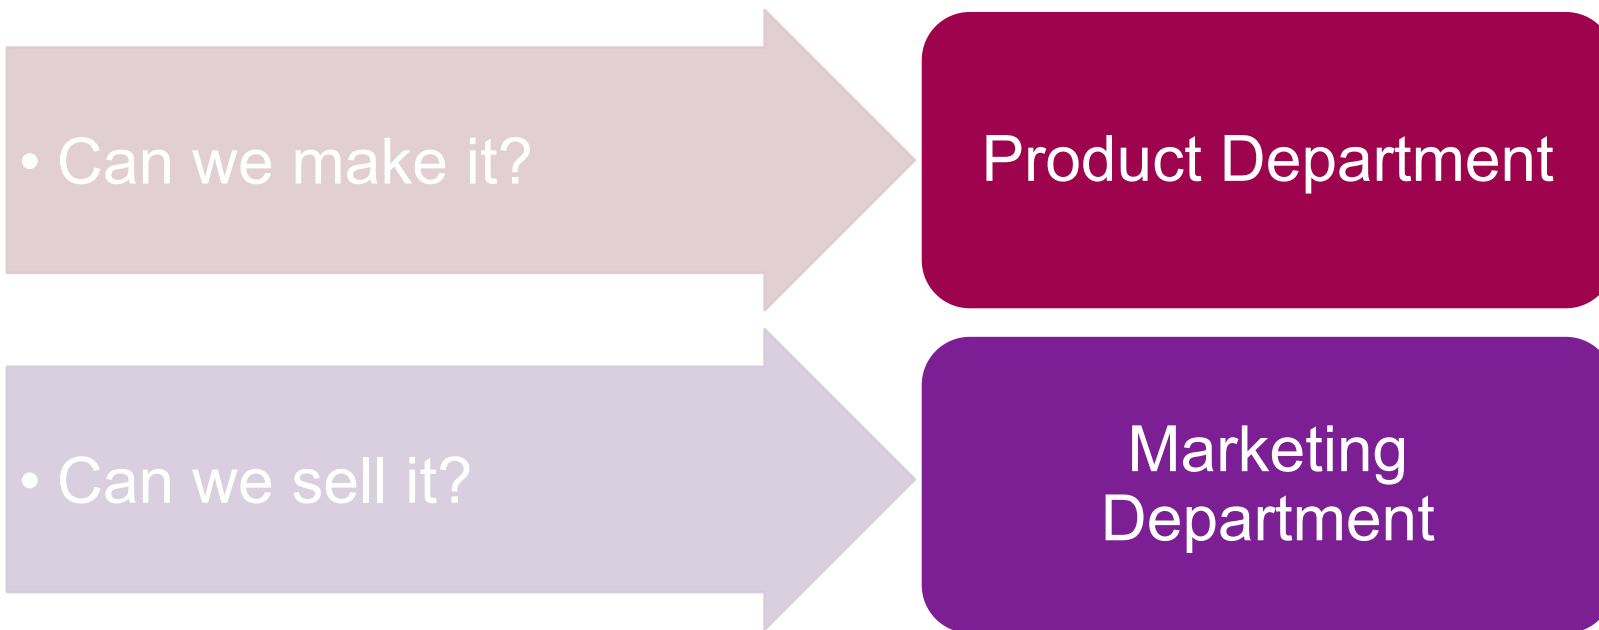 • Can we make it?
Product Department
• Can we sell it?
Marketing
Department